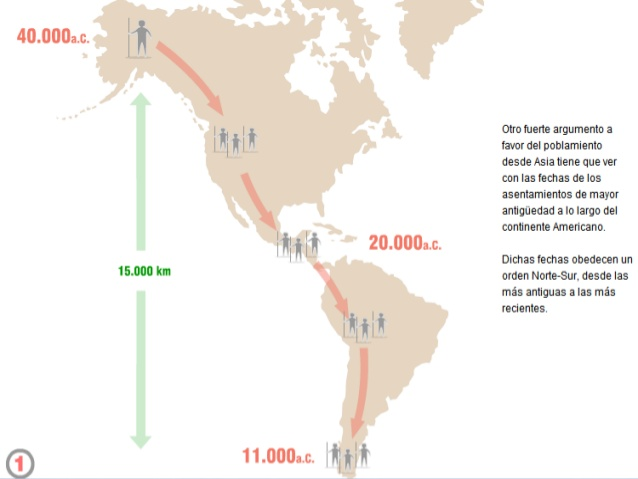 40.000a.c.
Otro fuerte argumento a
favor del poblamiento
desde Asia tiene que ver
con las fechas de los
asentamientos de mayor
antigüedad a lo largo del
continente Americano.
20.000a.c.
Dichas fechas obedecen un
orden Norte-Sur, desde las
más antiguas a las más
recientes.
15.000 km
11.000a.c.
1